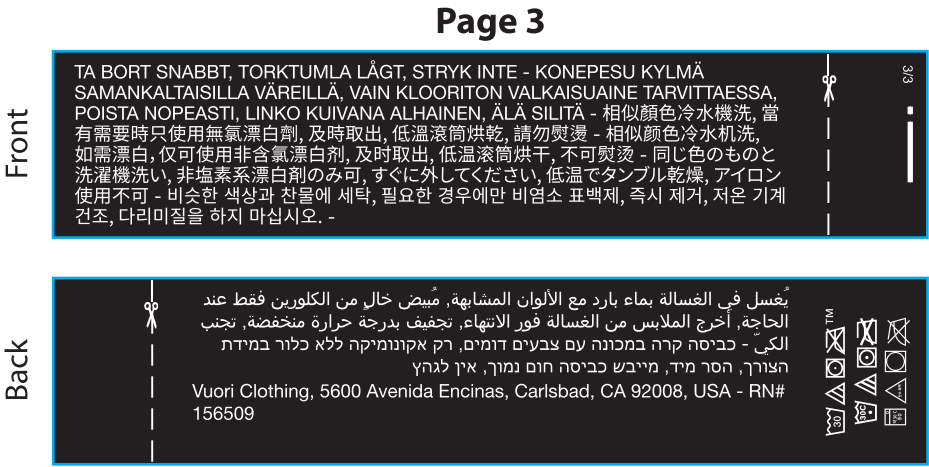 Page 3
Front
TA BORT SNABBT, TORKTUMLA LÅGT, STRYK INTE - KONEPESU KYLMÄ
SAMANKALTAISILLA VÄREILLÄ, VAIN KLOORITON VALKAISUAINE TARVITTAESSA,
POISTA NOPEASTI, LINKO KUIVANA ALHAINEN, ÄLÄ SILITÄ - 相似顏色冷水機洗, 當
有需要時只使用無氯漂白劑, 及時取出, 低溫滾筒烘乾, 請勿熨燙 - 相似颜色冷水机洗,
如需漂白, 仅可使用非含氯漂白剂, 及时取出, 低温滚筒烘干, 不可熨烫 - 同じ色のものと
洗濯機洗い, 非塩素系漂白剤のみ可, すぐに外してください, 低温でタンブル乾燥, アイロン
使用不可 - 비슷한 색상과 찬물에 세탁, 필요한 경우에만 비염소 표백제, 즉시 제거, 저온 기계
건조, 다리미질을 하지 마십시오. -
3/3
Back
يُغسل في الغسالة بماء بارد مع الألوان المشابهة, مُبيض خالٍ من الكلورين فقط عند
الحاجة, أخرج الملابس من الغسالة فور الانتهاء, تجفيف بدرجة حرارة منخفضة, تجنب
الكيّ - כביסה קרה במכונה עם צבעים דומים, רק אקונומיקה ללא כלור במידת
הצורך, הסר מיד, מייבש כביסה חום נמוך, אין לגהץ
Vuori Clothing, 5600 Avenida Encinas, Carlsbad, CA 92008, USA - RN#
156509
TM
30
30C